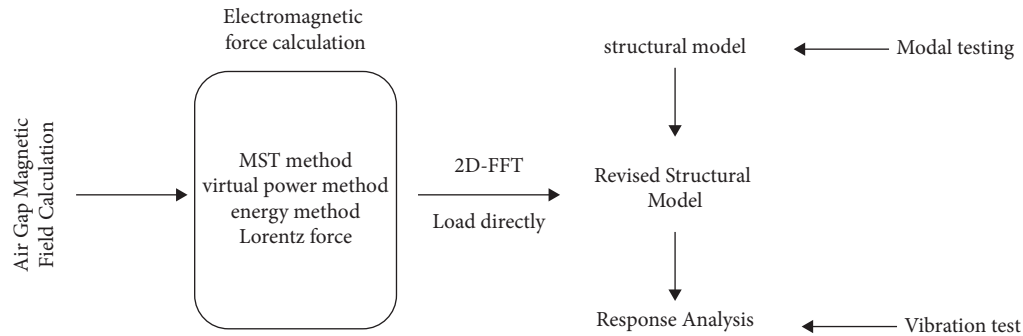 Air Gap Magnetic
Field Calculation
Electromagnetic
force calculation
MST method
virtual power method
energy method
Lorentz force
2D-FFT
Load directly
structural model
Modal testing
Revised Structural
Model
Response Analysis
Vibration test